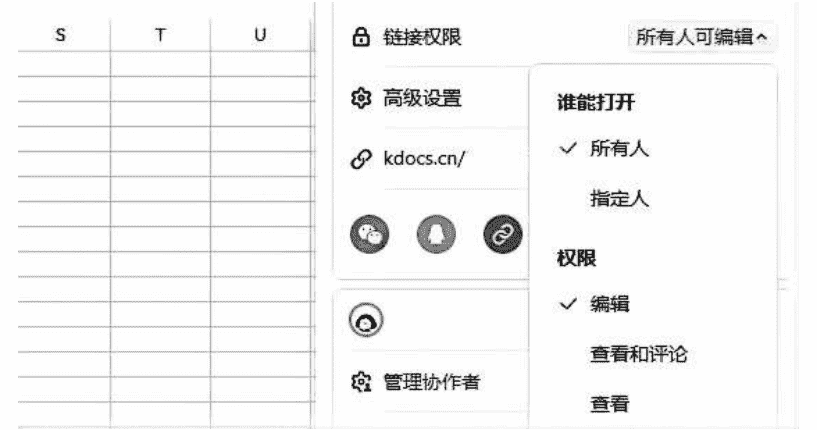 S T U
链接权限 所有人可编辑
高级设置
kdocs.cn/
谁能打开
所有人
指定人
权限
编辑
查看和评论
查看
管理协作者